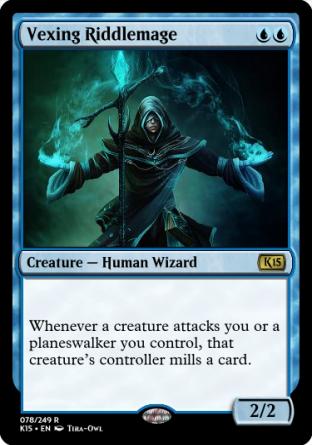 Vexing Riddlemage
Creature — Human Wizard
K15
Whenever a creature attacks you or a
planeswalker you control, that
creature's controller mills a card.
2/2
078/249 R
K15 • EN Tira-Owl